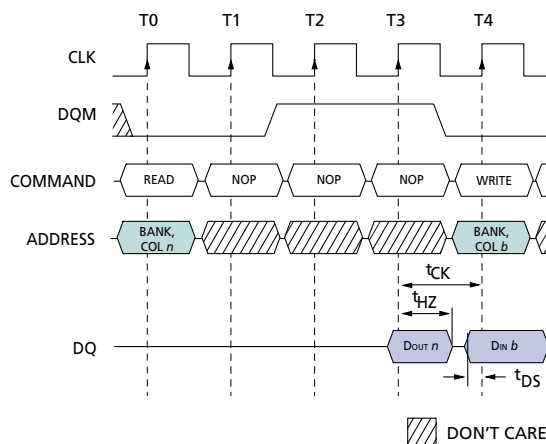 T0 T1 T2 T3 T4
CLK
DQM
COMMAND READ NOP NOP NOP WRITE
ADDRESS BANK, COL n BANK, COL b
tCK
tHZ
DQ DOUT n DIN b
tDS
DON'T CARE